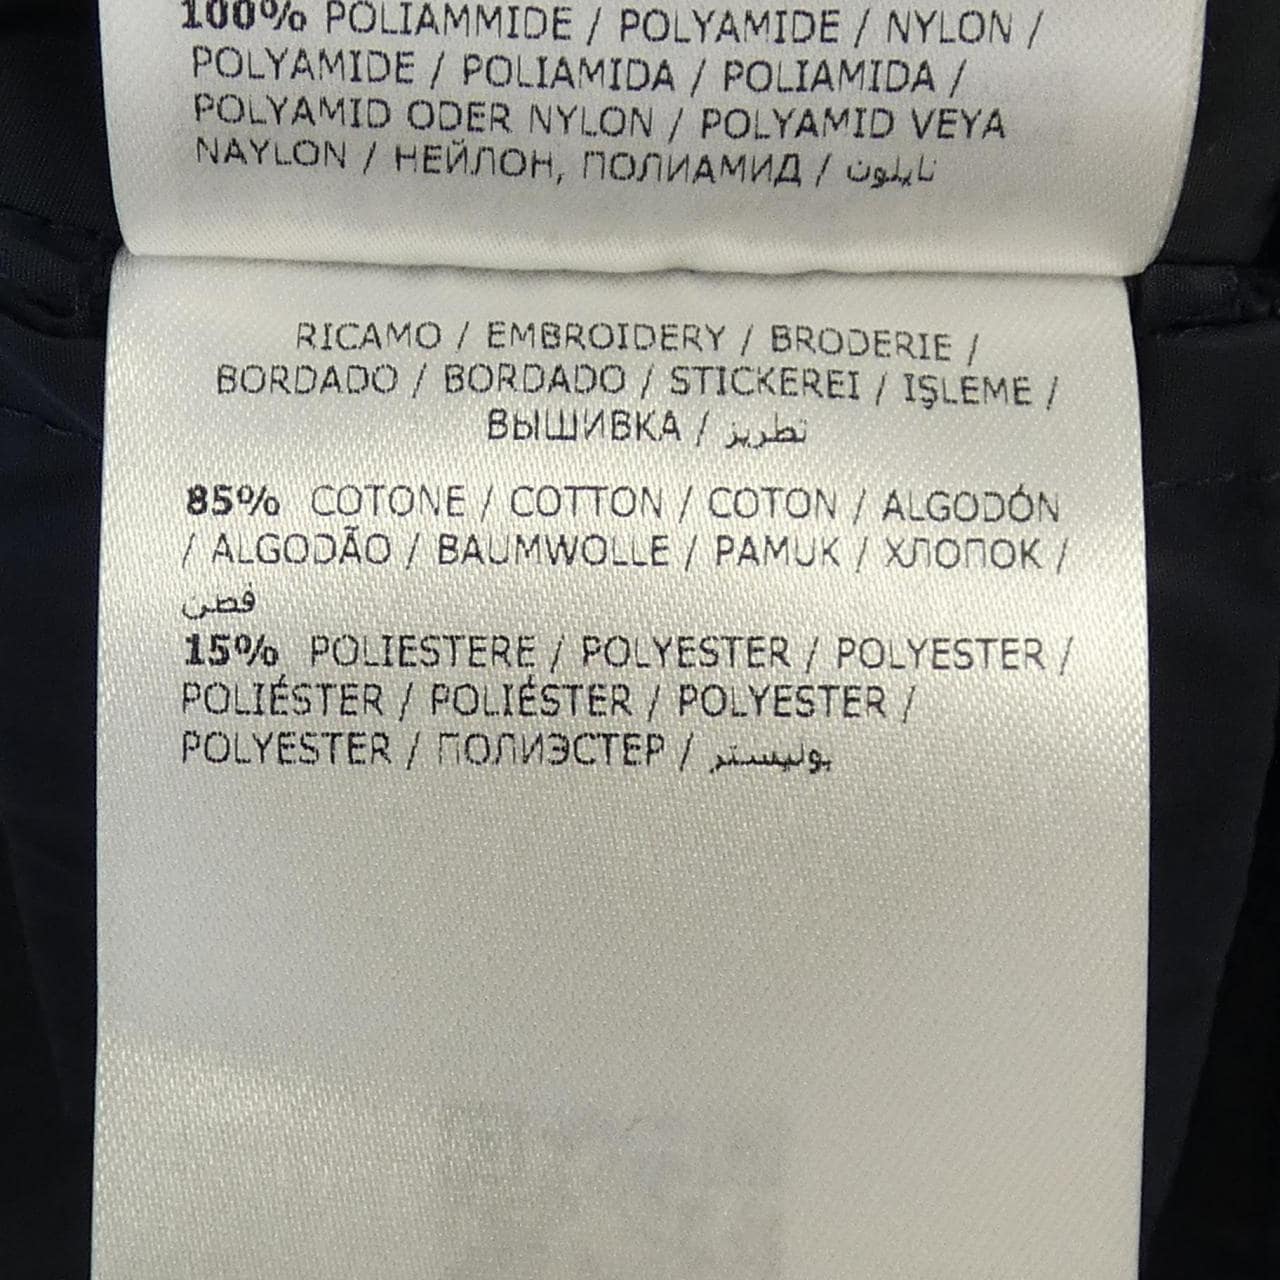 100% POLIAMMIDE / POLYAMIDE / NYLON /
POLYAMIDE / POLIAMIDA / POLIAMIDA /
POLYAMID ODER NYLON / POLYAMID VEYA
NAYLON / НЕЙЛОН, ПОЛИАМИД / نايلون
RICAMO / EMBROIDERY / BRODERIE /
BORDADO / BORDADO / STICKEREI / IŞLEME /
ВЫШИВКА / تطريز
85% COTONE / COTTON / COTON / ALGODÓN
/ ALGODÃO / BAUMWOLLE / PAMUK / ХЛОПОК /
قطن
15% POLIESTERE / POLYESTER / POLYESTER /
POLIÉSTER / POLIÉSTER / POLYESTER /
POLYESTER / ПОЛИЭСТЕР / بوليستر